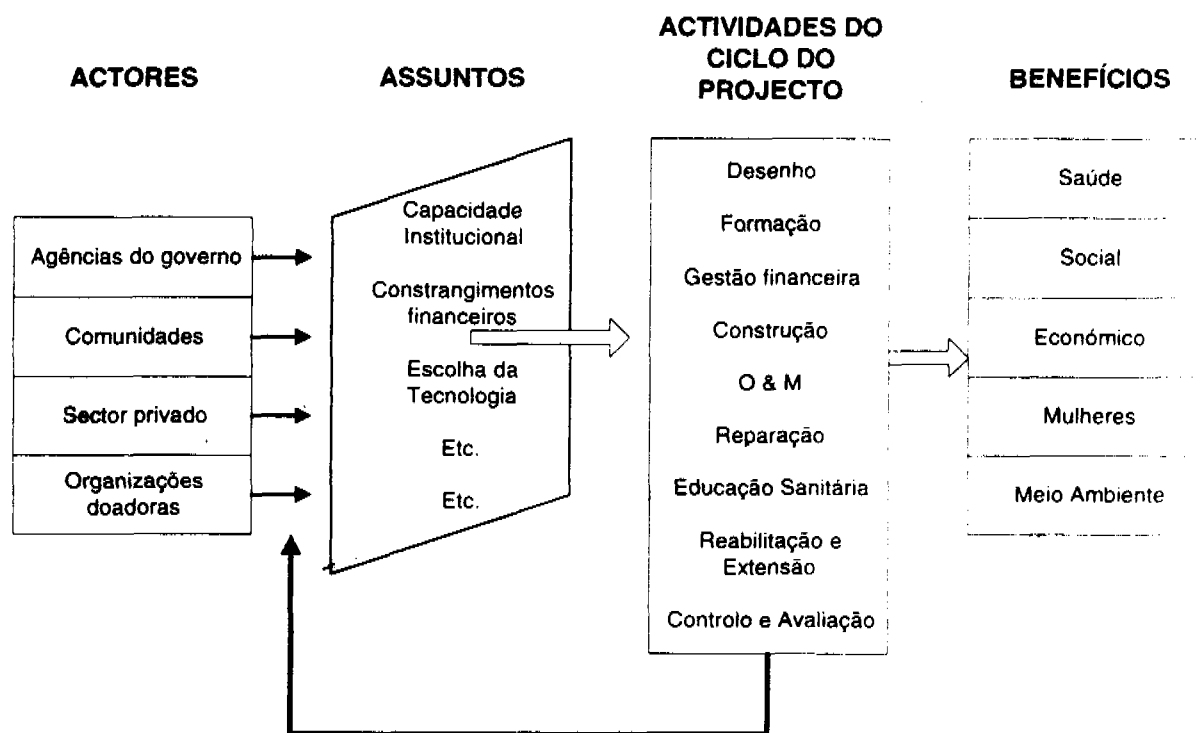 ACTORES
Agências do governo
Comunidades
Sector privado
Organizações
doadoras
ASSUNTOS
Capacidade
Institucional
Constrangimentos
financeiros
Escolha da
Tecnologia
Etc.
Etc.
ACTIVIDADES DO
CICLO DO
PROJECTO
Desenho
Formação
Gestão financeira
Construção
O & M
Reparação
Educação Sanitária
Reabilitação e
Extensão
Controlo e Avaliação
BENEFÍCIOS
Saúde
Social
Económico
Mulheres
Meio Ambiente